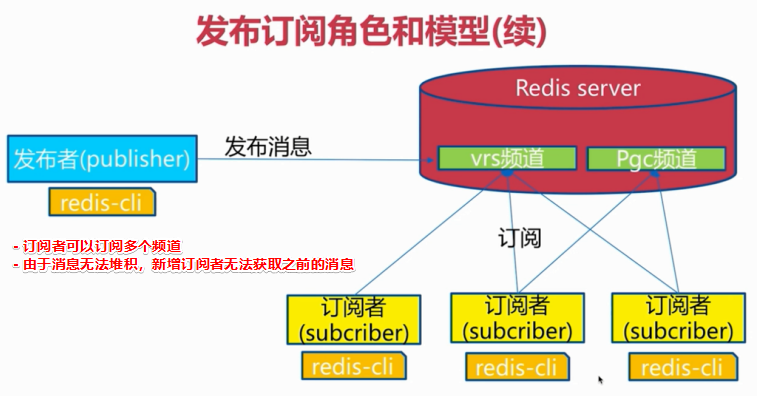 发布订阅角色和模型(续)
Redis server
发布者(publisher)
发布消息
vrs频道
Pgc频道
redis-cli
- 订阅者可以订阅多个频道
- 由于消息无法堆积，新增订阅者无法获取之前的消息
订阅
订阅者
(subcriber)
订阅者
(subcriber)
订阅者
(subcriber)
redis-cli
redis-cli
redis-cli